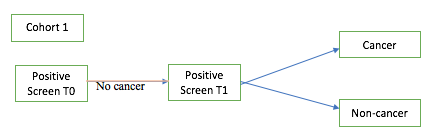 Cohort 1
Cancer
Positive
Screen T0
No cancer
Positive
Screen T1
Non-cancer